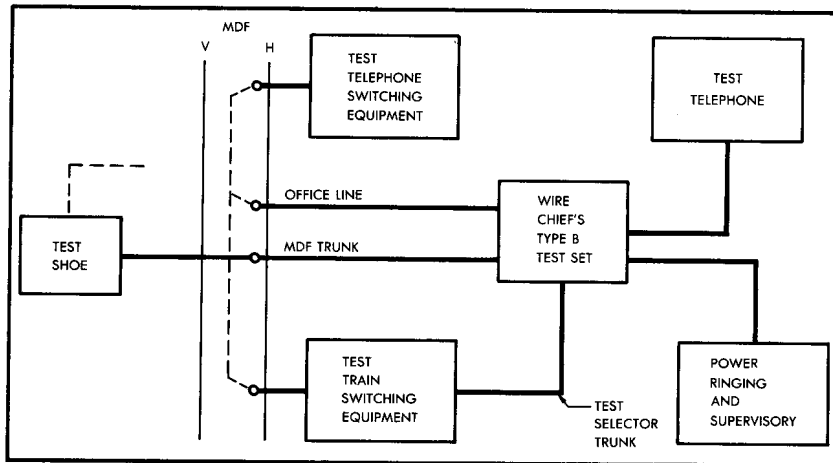 MDF
V
H
TEST
TELEPHONE
SWITCHING
EQUIPMENT
TEST
TELEPHONE
OFFICE LINE
WIRE
CHIEF'S
TYPE B
TEST SET
TEST
SHOE
MDF TRUNK
TEST
TRAIN
SWITCHING
EQUIPMENT
TEST
SELECTOR
TRUNK
POWER
RINGING
AND
SUPERVISORY